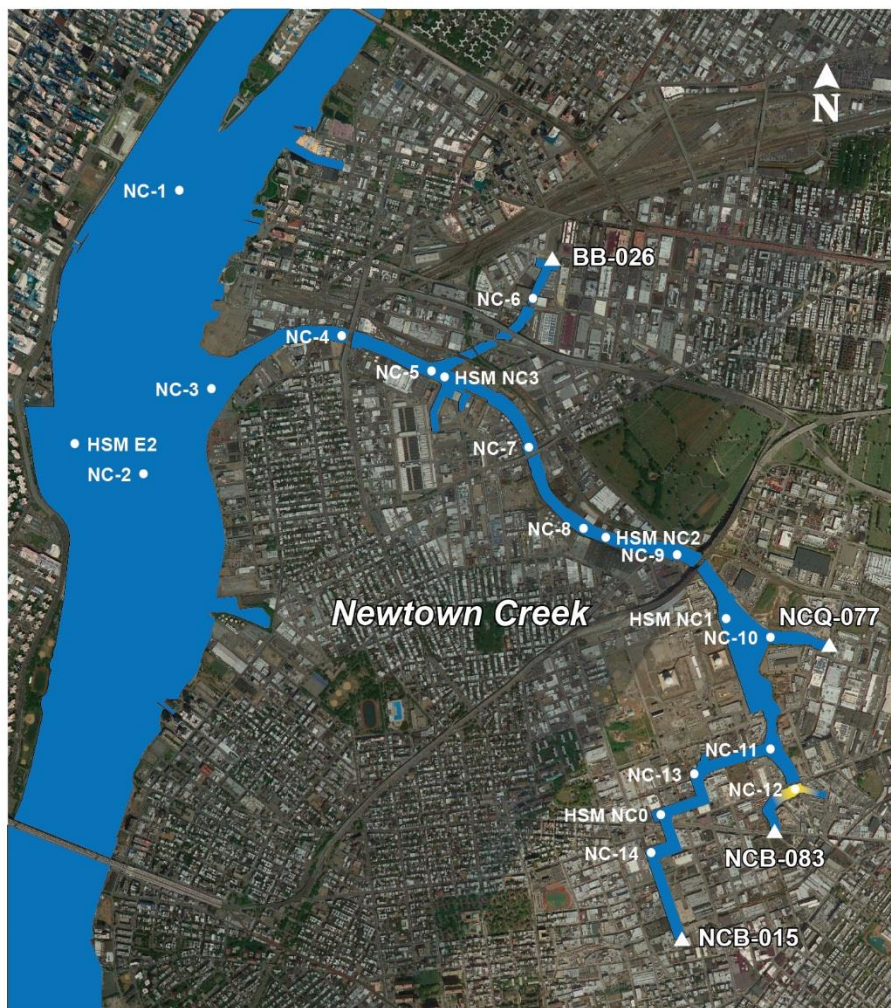 N
NC-1
BB-026
NC-6
NC-4
NC-5
HSM NC3
NC-3
HSM E2
NC-2
NC-7
NC-8
HSM NC2
NC-9
Newtown Creek
HSM NC1
NCQ-077
NC-10
NC-11
NC-13
NC-12
HSM NC0
NCB-083
NC-14
NCB-015